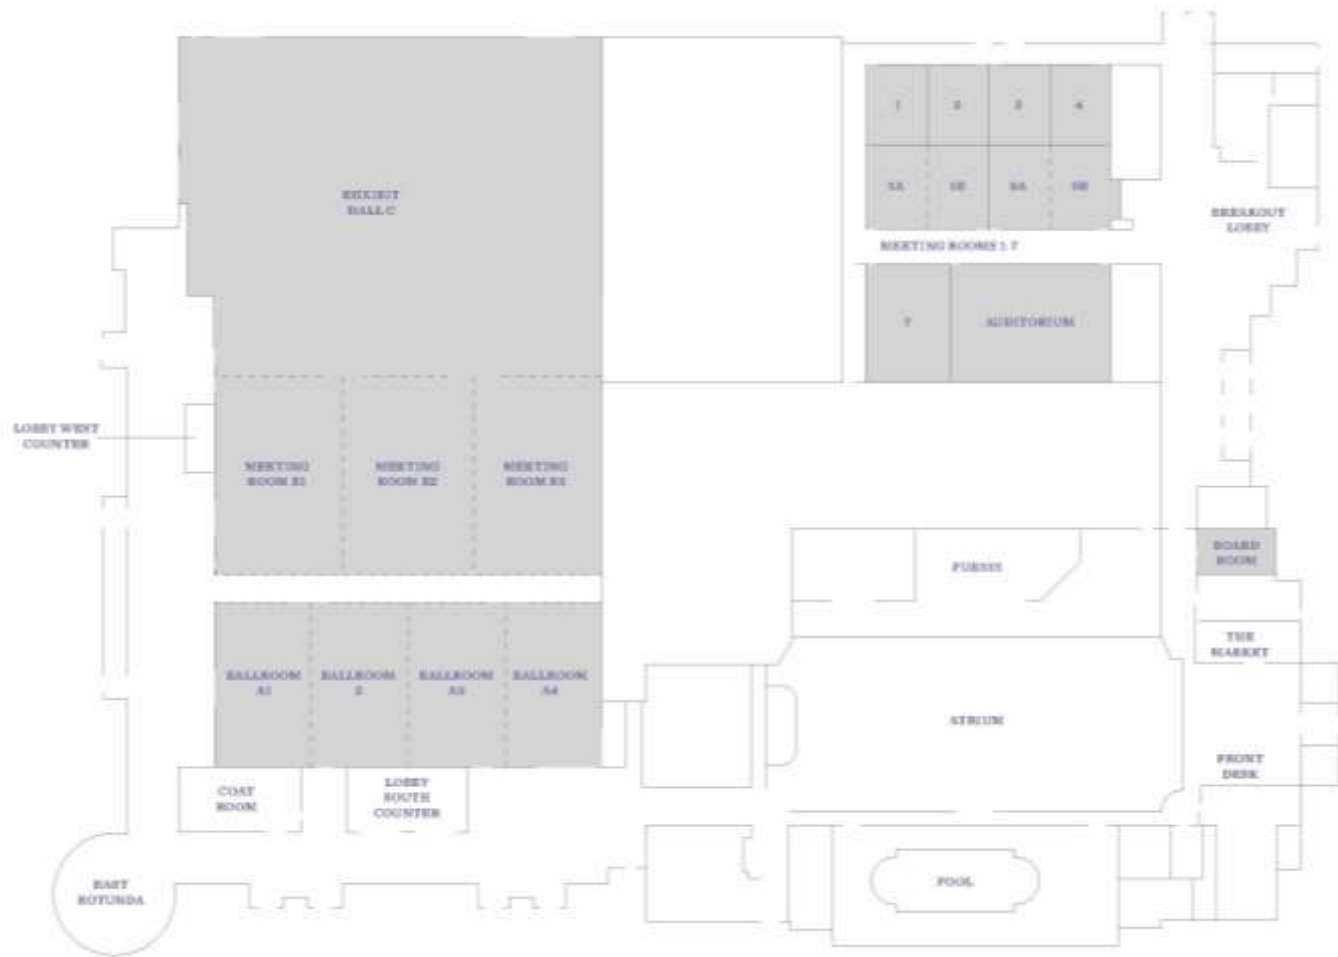 1
2
3
4
EXHIBIT
HALL C
5A
5B
6A
6B
BREAKOUT
LOBBY
MEETING ROOMS 1-7
7
AUDITORIUM
LOBBY WEST
COUNTER
MEETING
ROOM B1
MEETING
ROOM B2
MEETING
ROOM B3
BOARD
ROOM
THE
MARKET
BALLROOM
A1
BALLROOM
2
BALLROOM
A3
BALLROOM
A4
ATRIUM
FRONT
DESK
COAT
ROOM
LOBBY
SOUTH
COUNTER
EAST
ROTUNDA
POOL